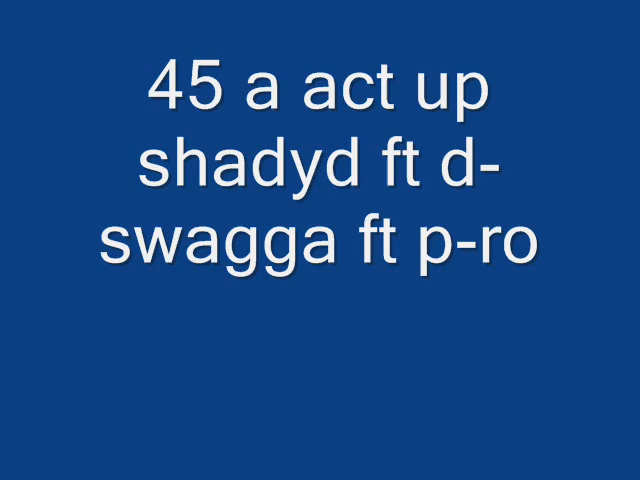 45 a act up
shadyd ft d-
swagga ft p-ro